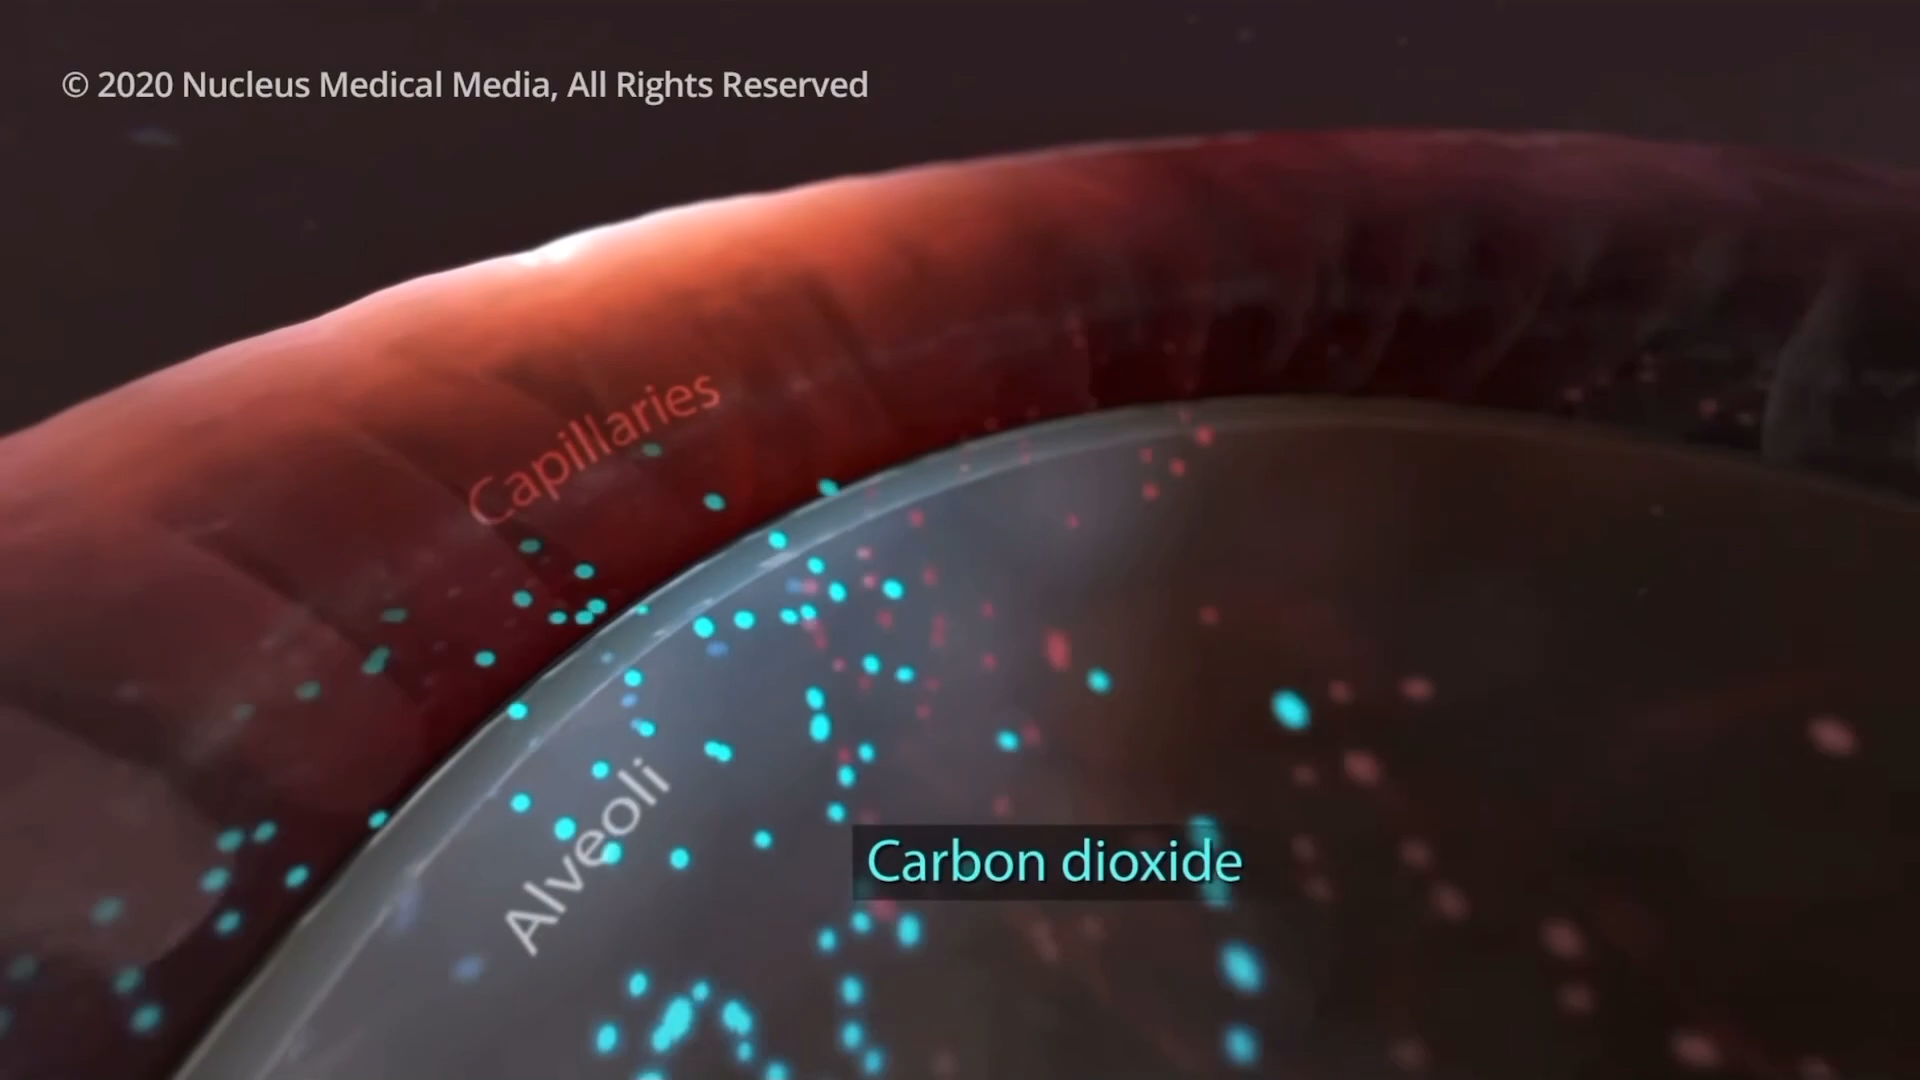 © 2020 Nucleus Medical Media, All Rights Reserved
Capillaries
Alveoli
Carbon dioxide